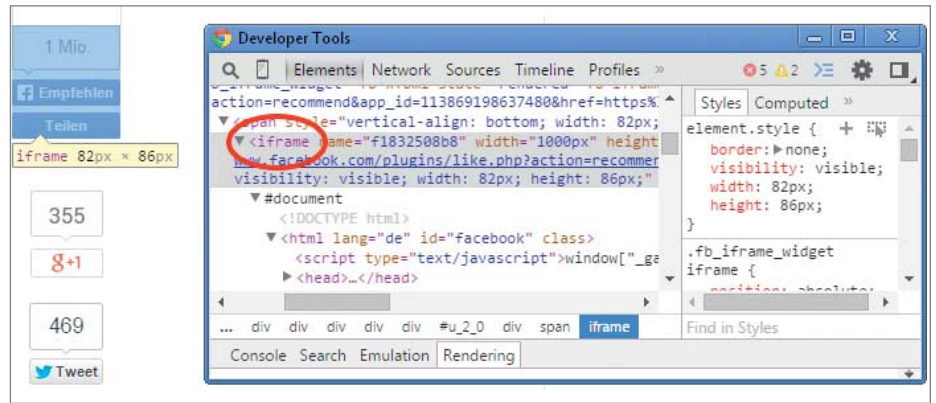 1 Mio.
Empfehlen
Teilen
iframe 82px × 86px
355
g+1
469
Tweet
Developer Tools
Elements Network Sources Timeline Profiles »
5 2
action=recommend&app_id=113869198637480&href=https%
▼<span style="vertical-align: bottom; width: 82px;
▼<iframe name="f1832508b8" width="1000px" height
www.facebook.com/plugins/like.php?action=recommer
visibility: visible; width: 82px; height: 86px;"
▼#document
<!DOCTYPE html>
▼<html lang="de" id="facebook" class>
<script type="text/javascript">window["_ga
▶<head>…</head>
... div div div div div #u_2_0 div span iframe
Console Search Emulation Rendering
Styles Computed »
element.style {
border:▶none;
visibility: visible;
width: 82px;
height: 86px;
}
.fb_iframe_widget
iframe {
position: absolute;
Find in Styles